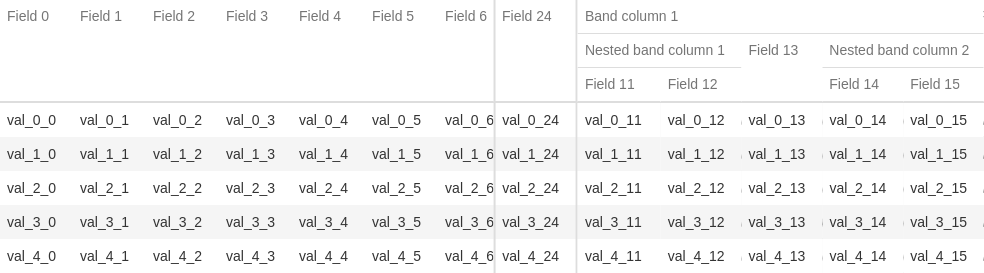 Field 0 Field 1 Field 2 Field 3 Field 4 Field 5 Field 6 Field 24 Band column 1
Nested band column 1 Field 13 Nested band column 2
Field 11 Field 12 Field 14 Field 15
val_0_0 val_0_1 val_0_2 val_0_3 val_0_4 val_0_5 val_0_6 val_0_24 val_0_11 val_0_12 val_0_13 val_0_14 val_0_15
val_1_0 val_1_1 val_1_2 val_1_3 val_1_4 val_1_5 val_1_6 val_1_24 val_1_11 val_1_12 val_1_13 val_1_14 val_1_15
val_2_0 val_2_1 val_2_2 val_2_3 val_2_4 val_2_5 val_2_6 val_2_24 val_2_11 val_2_12 val_2_13 val_2_14 val_2_15
val_3_0 val_3_1 val_3_2 val_3_3 val_3_4 val_3_5 val_3_6 val_3_24 val_3_11 val_3_12 val_3_13 val_3_14 val_3_15
val_4_0 val_4_1 val_4_2 val_4_3 val_4_4 val_4_5 val_4_6 val_4_24 val_4_11 val_4_12 val_4_13 val_4_14 val_4_15